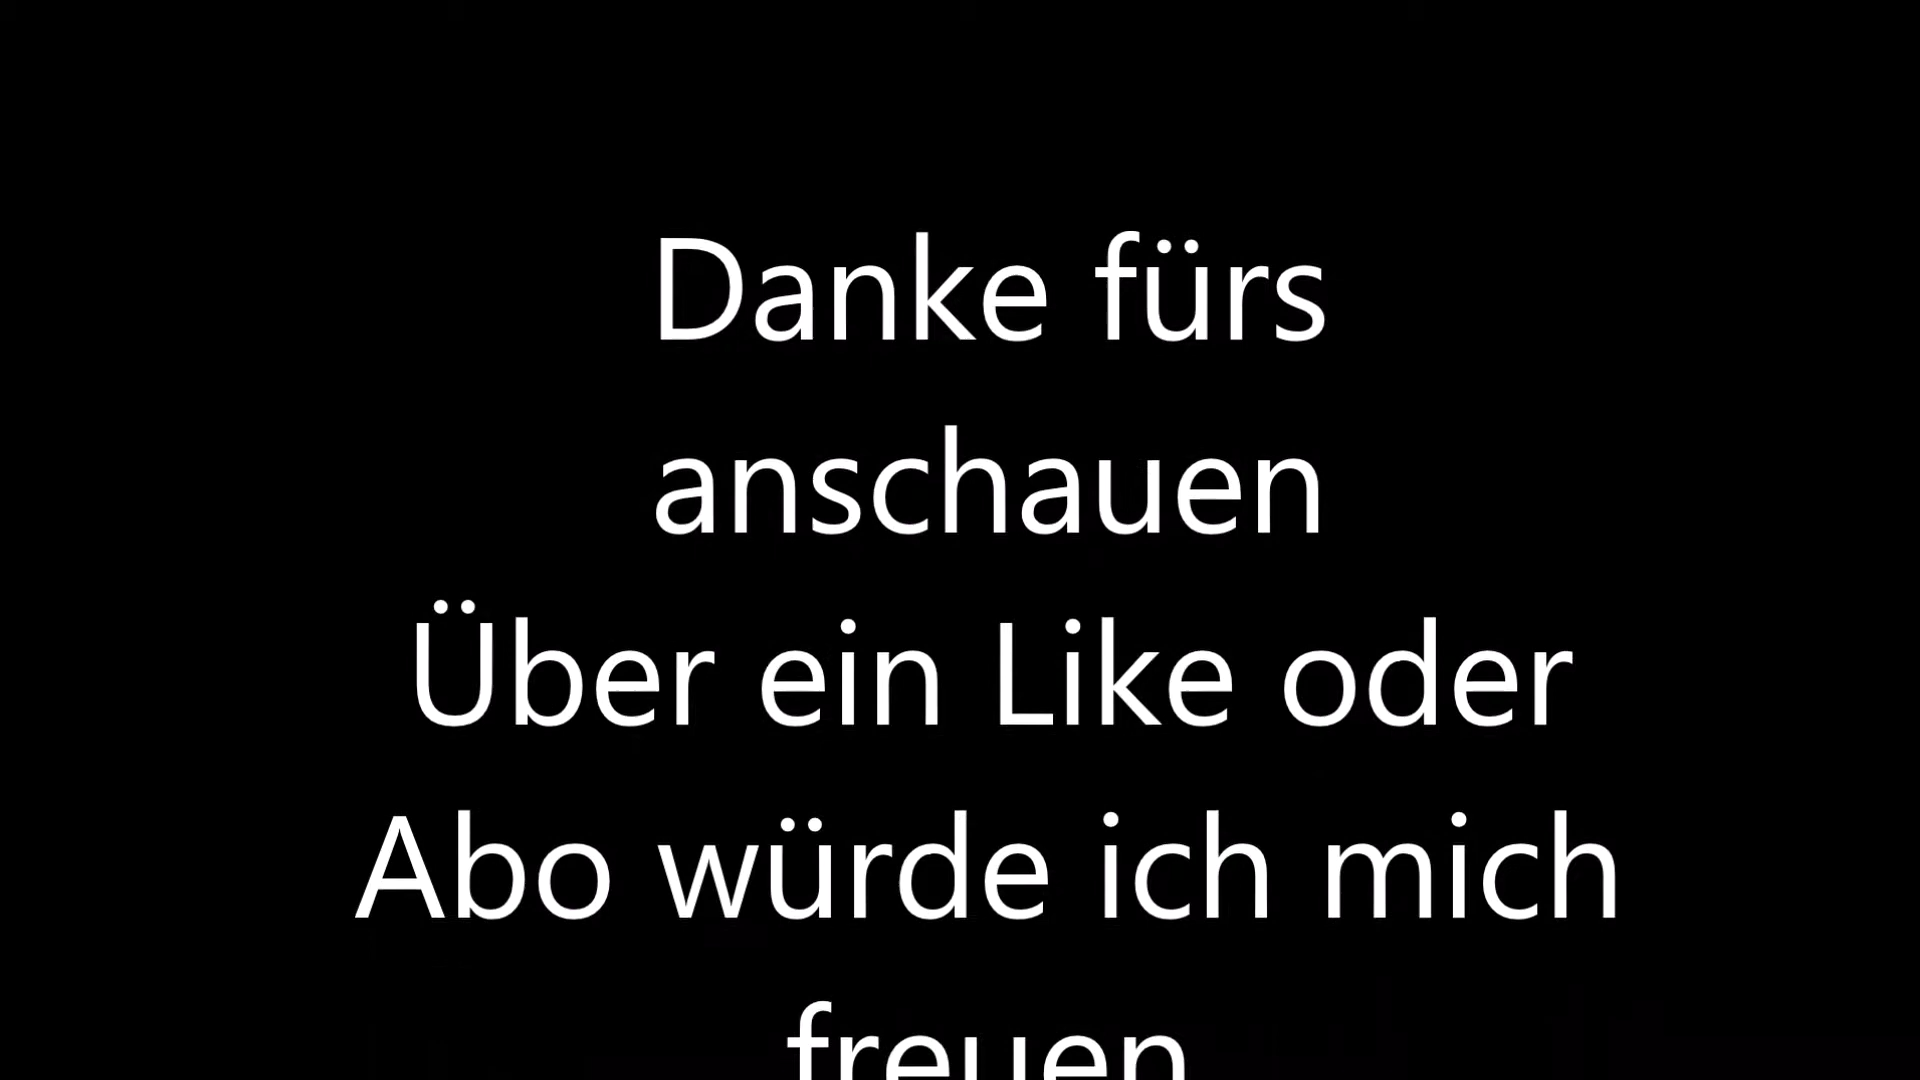 Danke fürs
anschauen
Über ein Like oder
Abo würde ich mich
freuen